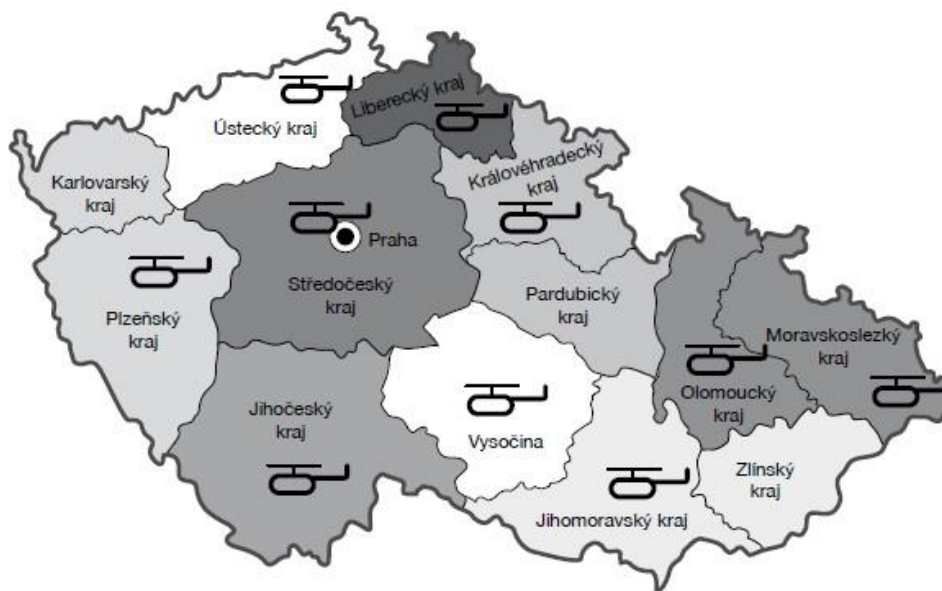 Liberecký kraj
Ústecký kraj
Královéhradecký
kraj
Karlovarský
kraj
Praha
Středočeský
kraj
Pardubický
kraj
Plzeňský
kraj
Moravskoslezký
kraj
Olomoucký
kraj
Jihočeský
kraj
Vysočina
Zlínský
kraj
Jihomoravský kraj